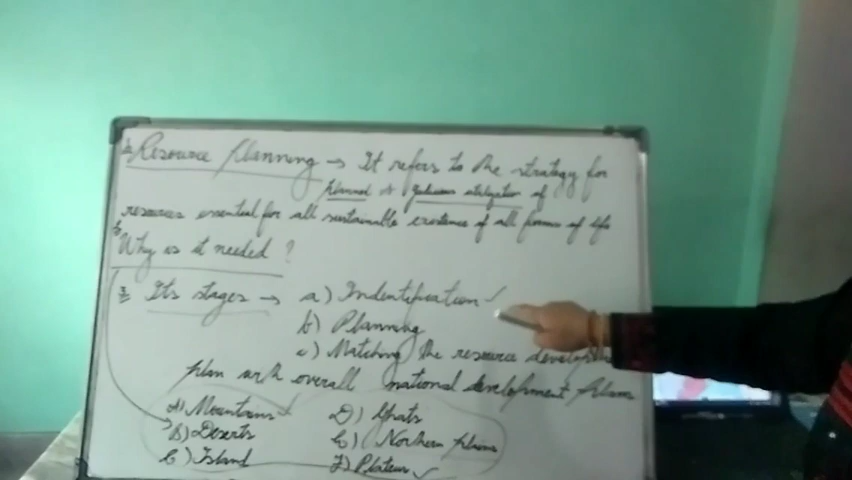 1. Resource Planning → It refers to the strategy for
planned & judicious utilization of
resources essential for all sustainable existence of all forms of life
Why is it needed?
Its stages → a) Indentification ✓
b) Planning
c) Matching the resource
plan with overall national development plans
A) Mountains
B) Deserts
C) Island
D) Ghats
E) Northern plains
F) Plateau ✓